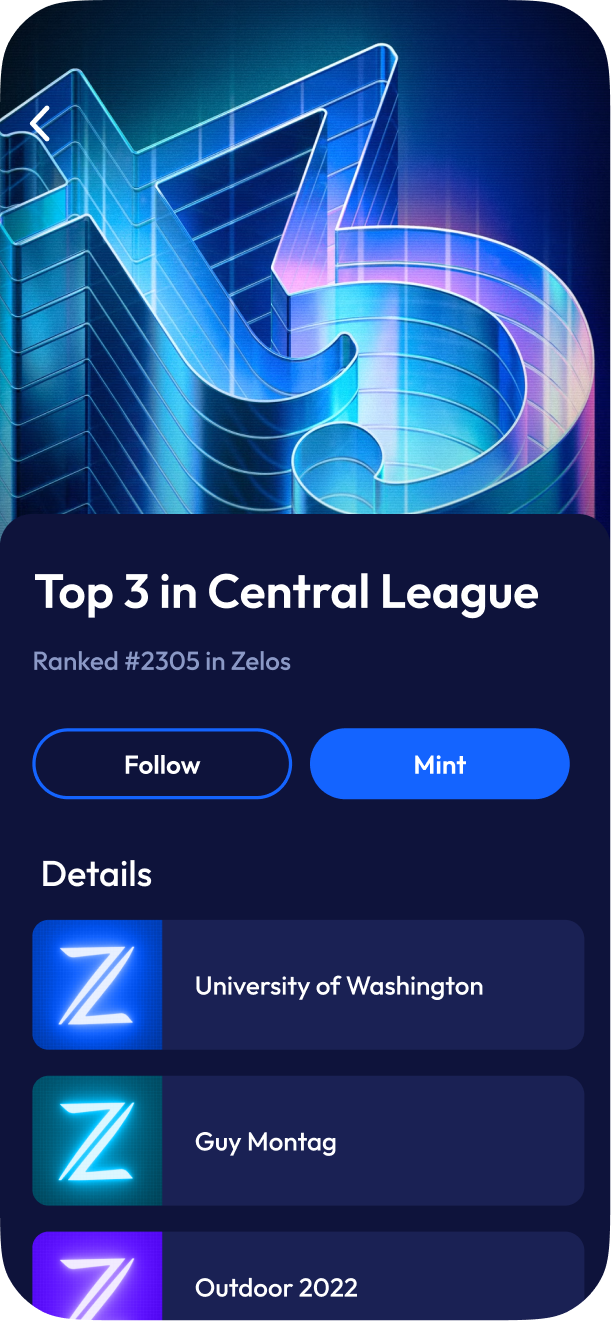 Top 3 in Central League
Ranked #2305 in Zelos
Follow
Mint
Details
Z
University of Washington
Z
Guy Montag
Z
Outdoor 2022